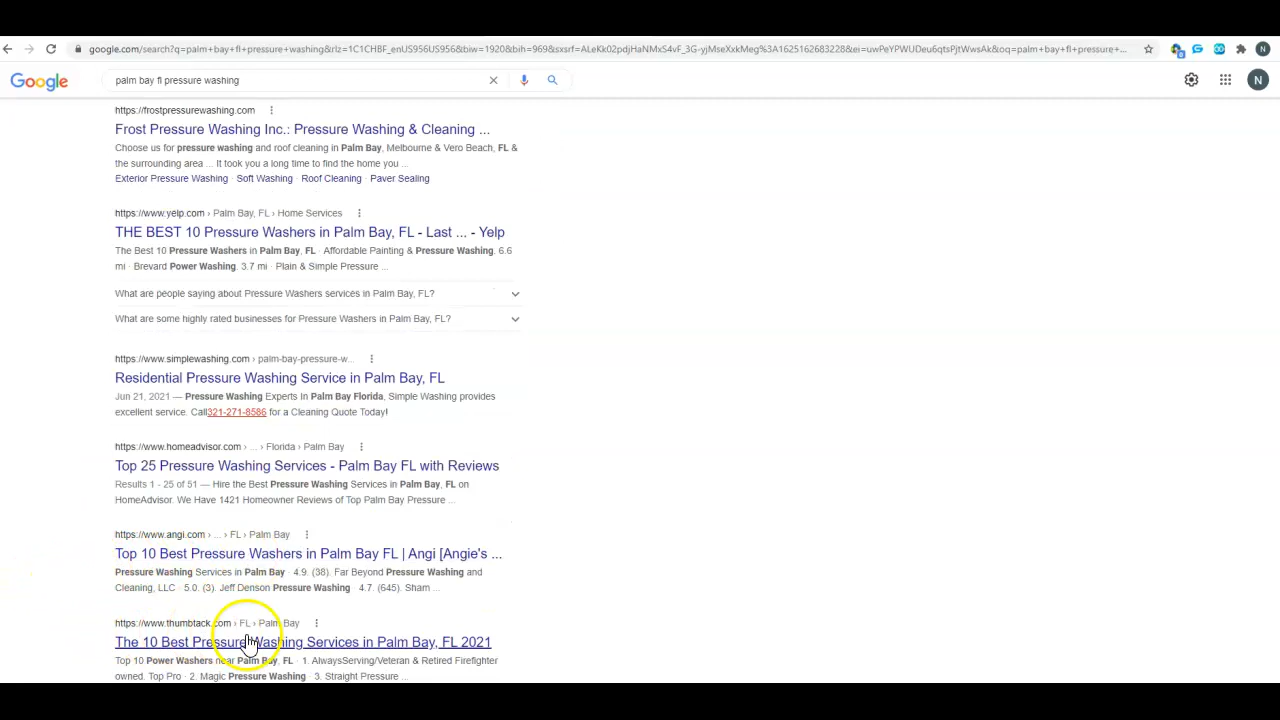 google.com/search?q=palm+bay+fl+pressure+washing&rlz=1C1CHBF_enUS956US956&biw=1920&bih=969&sxsrf=ALeKk02pdjHaNMxS4vF_3G-yjMseXxkMeg%3A1625162683228&ei=uwPeYPWUDeu6qtsPjtWwsAk&oq=palm+bay+fl+pressure+...
Google
palm bay fl pressure washing
N
N
https://frostpressurewashing.com
Frost Pressure Washing Inc.: Pressure Washing & Cleaning ...
Choose us for pressure washing and roof cleaning in Palm Bay, Melbourne & Vero Beach, FL &
the surrounding area ... It took you a long time to find the home you ...
Exterior Pressure Washing · Soft Washing · Roof Cleaning · Paver Sealing
https://www.yelp.com › Palm Bay, FL › Home Services
THE BEST 10 Pressure Washers in Palm Bay, FL - Last ... - Yelp
The Best 10 Pressure Washers in Palm Bay, FL · Affordable Painting & Pressure Washing. 6.6
mi · Brevard Power Washing. 3.7 mi · Plain & Simple Pressure ...
What are people saying about Pressure Washers services in Palm Bay, FL?
What are some highly rated businesses for Pressure Washers in Palm Bay, FL?
https://www.simplewashing.com › palm-bay-pressure-w...
Residential Pressure Washing Service in Palm Bay, FL
Jun 21, 2021 — Pressure Washing Experts In Palm Bay Florida, Simple Washing provides
excellent service. Call321-271-8586 for a Cleaning Quote Today!
https://www.homeadvisor.com › ... › Florida › Palm Bay
Top 25 Pressure Washing Services - Palm Bay FL with Reviews
Results 1 - 25 of 51 — Hire the Best Pressure Washing Services in Palm Bay, FL on
HomeAdvisor. We Have 1421 Homeowner Reviews of Top Palm Bay Pressure ...
https://www.angi.com › ... › FL › Palm Bay
Top 10 Best Pressure Washers in Palm Bay FL | Angi [Angie's ...
Pressure Washing Services in Palm Bay · 4.9. (38). Far Beyond Pressure Washing and
Cleaning, LLC · 5.0. (3). Jeff Denson Pressure Washing · 4.7. (645). Sham ...
https://www.thumbtack.com › FL › Palm Bay
The 10 Best Pressure Washing Services in Palm Bay, FL 2021
Top 10 Power Washers near Palm Bay, FL · 1. AlwaysServing/Veteran & Retired Firefighter
owned. Top Pro · 2. Magic Pressure Washing · 3. Straight Pressure ...